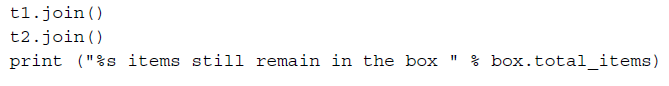 t1.join()
t2.join()
print ("%s items still remain in the box " % box.total_items)